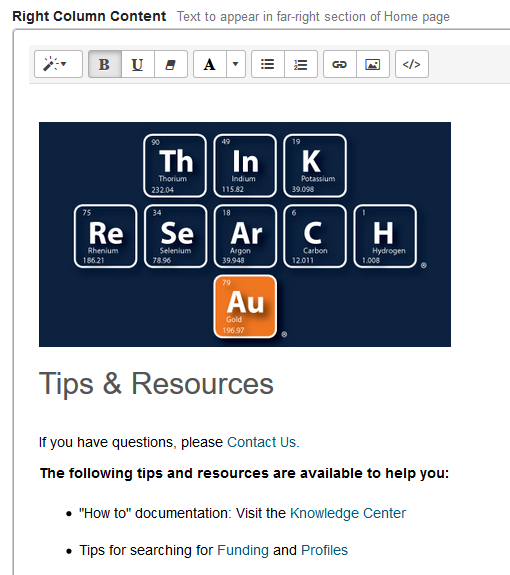 Right Column Content Text to appear in far-right section of Home page
B U A </>
90 49 19
Th In K
Thorium Indium Potassium
232.04 115.82 39.098
75 34 18 6 1
Re Se Ar C H
Rhenium Selenium Argon Carbon Hydrogen
186.21 78.96 39.948 12.011 1.008 ®
79
Au
Gold
196.97 ®
Tips & Resources
If you have questions, please Contact Us.
The following tips and resources are available to help you:
• "How to" documentation: Visit the Knowledge Center
• Tips for searching for Funding and Profiles